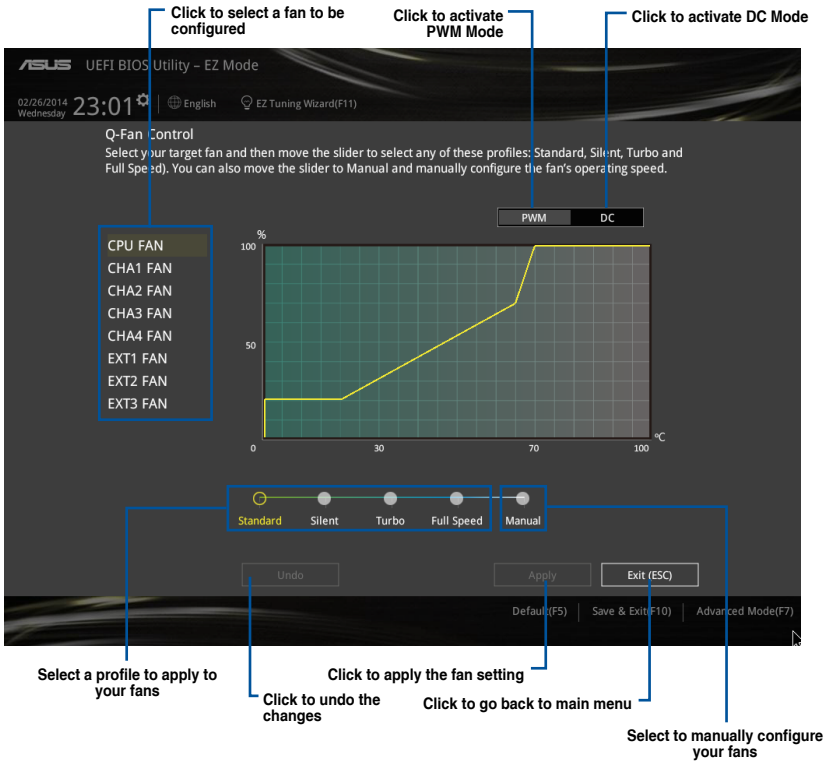 Click to select a fan to be
configured
Click to activate
PWM Mode
Click to activate DC Mode
ASUS UEFI BIOS Utility – EZ Mode
02/26/2014
Wednesday
23:01
English
EZ Tuning Wizard(F11)
Q-Fan Control
Select your target fan and then move the slider to select any of these profiles: Standard, Silent, Turbo and
Full Speed). You can also move the slider to Manual and manually configure the fan's operating speed.
PWM
DC
CPU FAN
CHA1 FAN
CHA2 FAN
CHA3 FAN
CHA4 FAN
EXT1 FAN
EXT2 FAN
EXT3 FAN
%
100
50
0
30
70
100
ºC
Standard
Silent
Turbo
Full Speed
Manual
Undo
Apply
Exit (ESC)
Default(F5)
Save & Exit(F10)
Advanced Mode(F7)
Select a profile to apply to
your fans
Click to undo the
changes
Click to apply the fan setting
Click to go back to main menu
Select to manually configure
your fans